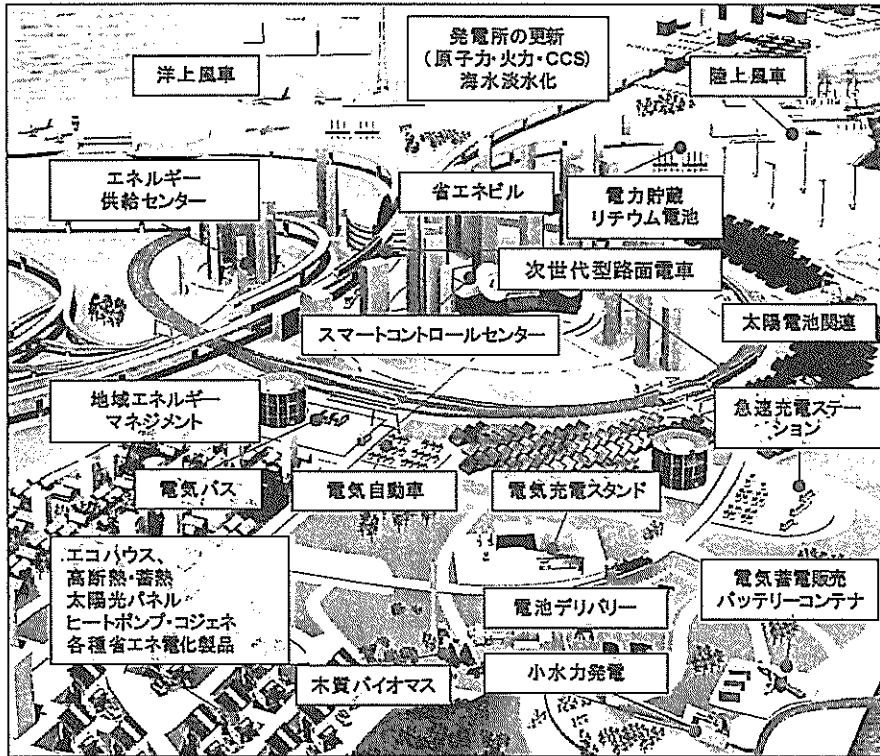 洋上風車
発電所の更新
(原子力・火力・CCS)
海水淡水化
陸上風車
エネルギー
供給センター
省エネビル
電力貯蔵
リチウム電池
次世代型路面電車
スマートコントロールセンター
太陽電池関連
地域エネルギー
マネジメント
急速充電ステー
ション
電気バス
電気自動車
電気充電スタンド
エコハウス、
高断熱・蓄熱
太陽光パネル
ヒートポンプ・コジェネ
各種省エネ電化製品
電池デリバリー
電気蓄電販売
バッテリーコンテナ
木質バイオマス
小水力発電